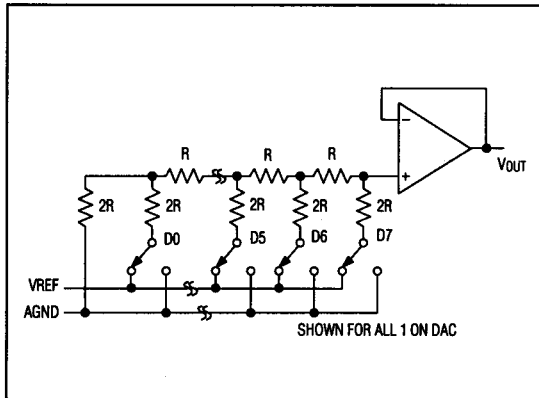 R R R
2R 2R 2R 2R 2R
- +
VOUT
D0 D5 D6 D7
VREF
AGND
SHOWN FOR ALL 1 ON DAC